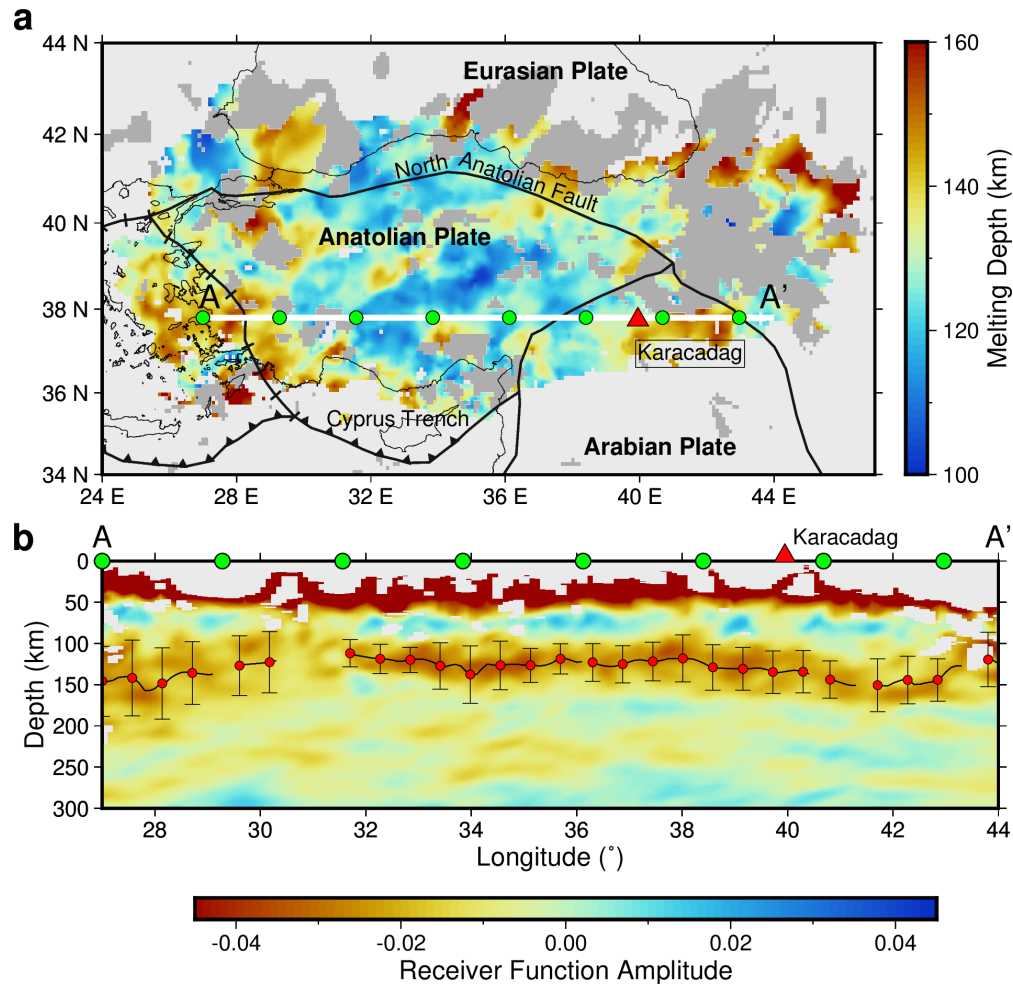 a
44 N
42 N
40 N
38 N
36 N
34 N
24 E
28 E
32 E
36 E
40 E
44 E
Eurasian Plate
North Anatolian Fault
Anatolian Plate
A
A'
Karacadag
Cyprus Trench
Arabian Plate
160
140
120
100
Melting Depth (km)
b
A
Karacadag
A'
0
50
100
150
200
250
300
Depth (km)
28
30
32
34
36
38
40
42
44
Longitude (˚)
-0.04
-0.02
0.00
0.02
0.04
Receiver Function Amplitude